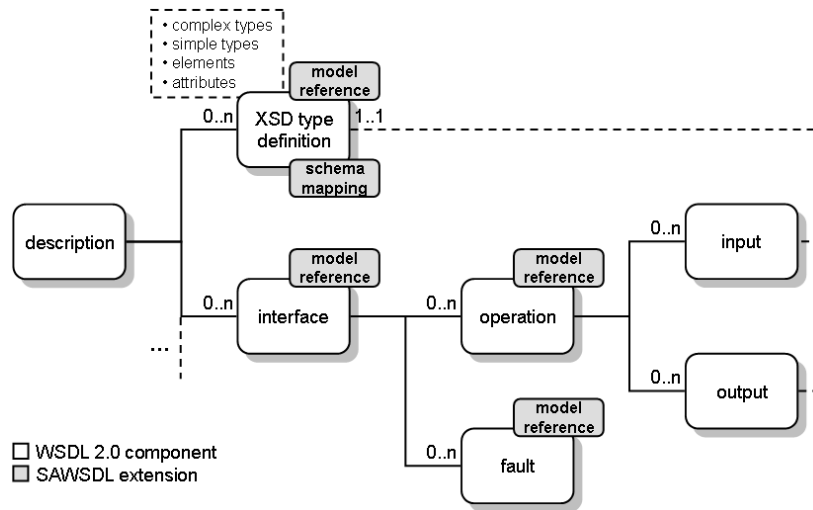 • complex types
• simple types
• elements
• attributes
model
reference
0..n
XSD type
definition
1..1
schema
mapping
description
model
reference
0..n
interface
model
reference
0..n
operation
0..n
input
0..n
output
...
model
reference
0..n
fault
WSDL 2.0 component
SAWSDL extension